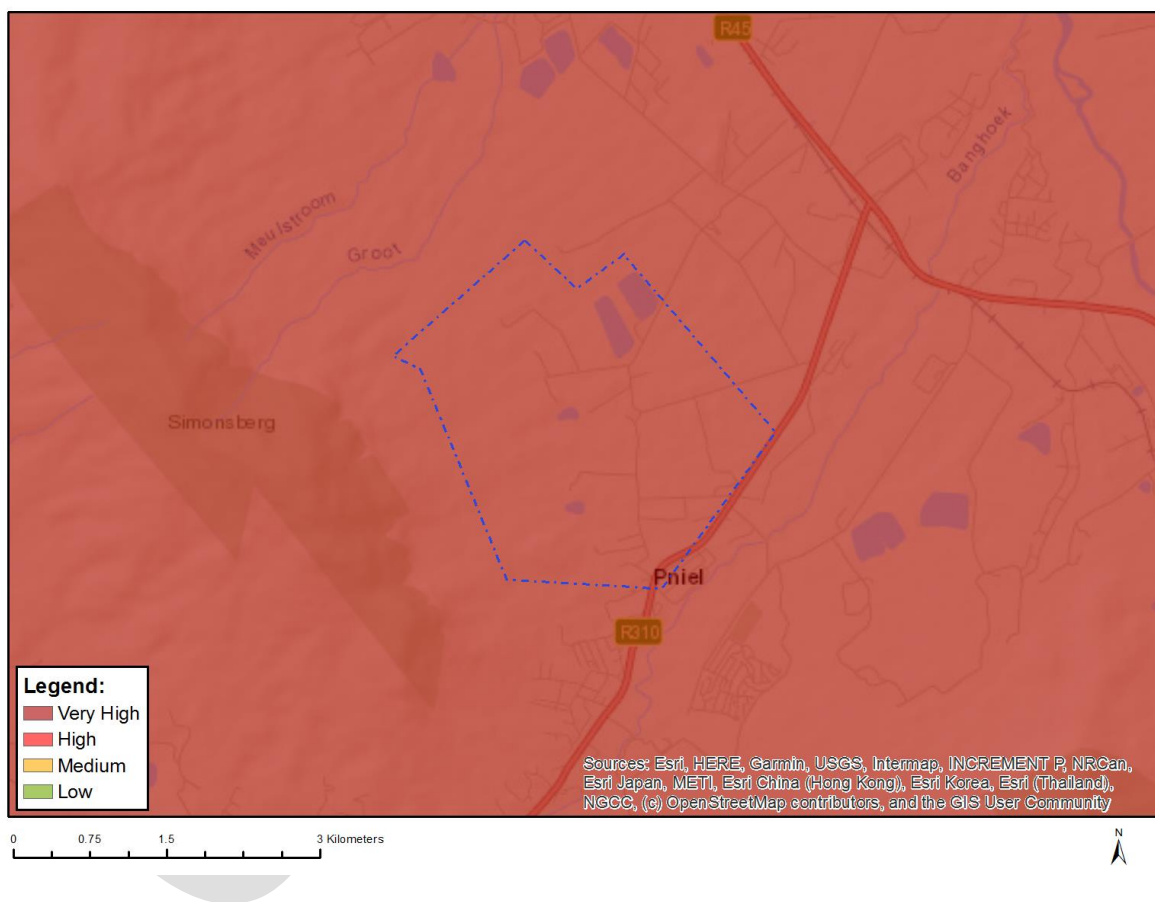 R45
Banghoek
Meulstroom
Groot
Simonsberg
Pniel
R310
Legend:
Very High
High
Medium
Low
Sources: Esri, HERE, Garmin, USGS, Intermap, INCREMENT P, NRCan,
Esri Japan, METI, Esri China (Hong Kong), Esri Korea, Esri (Thailand),
NGCC, (c) OpenStreetMap contributors, and the GIS User Community
0 0.75 1.5 3 Kilometers
N